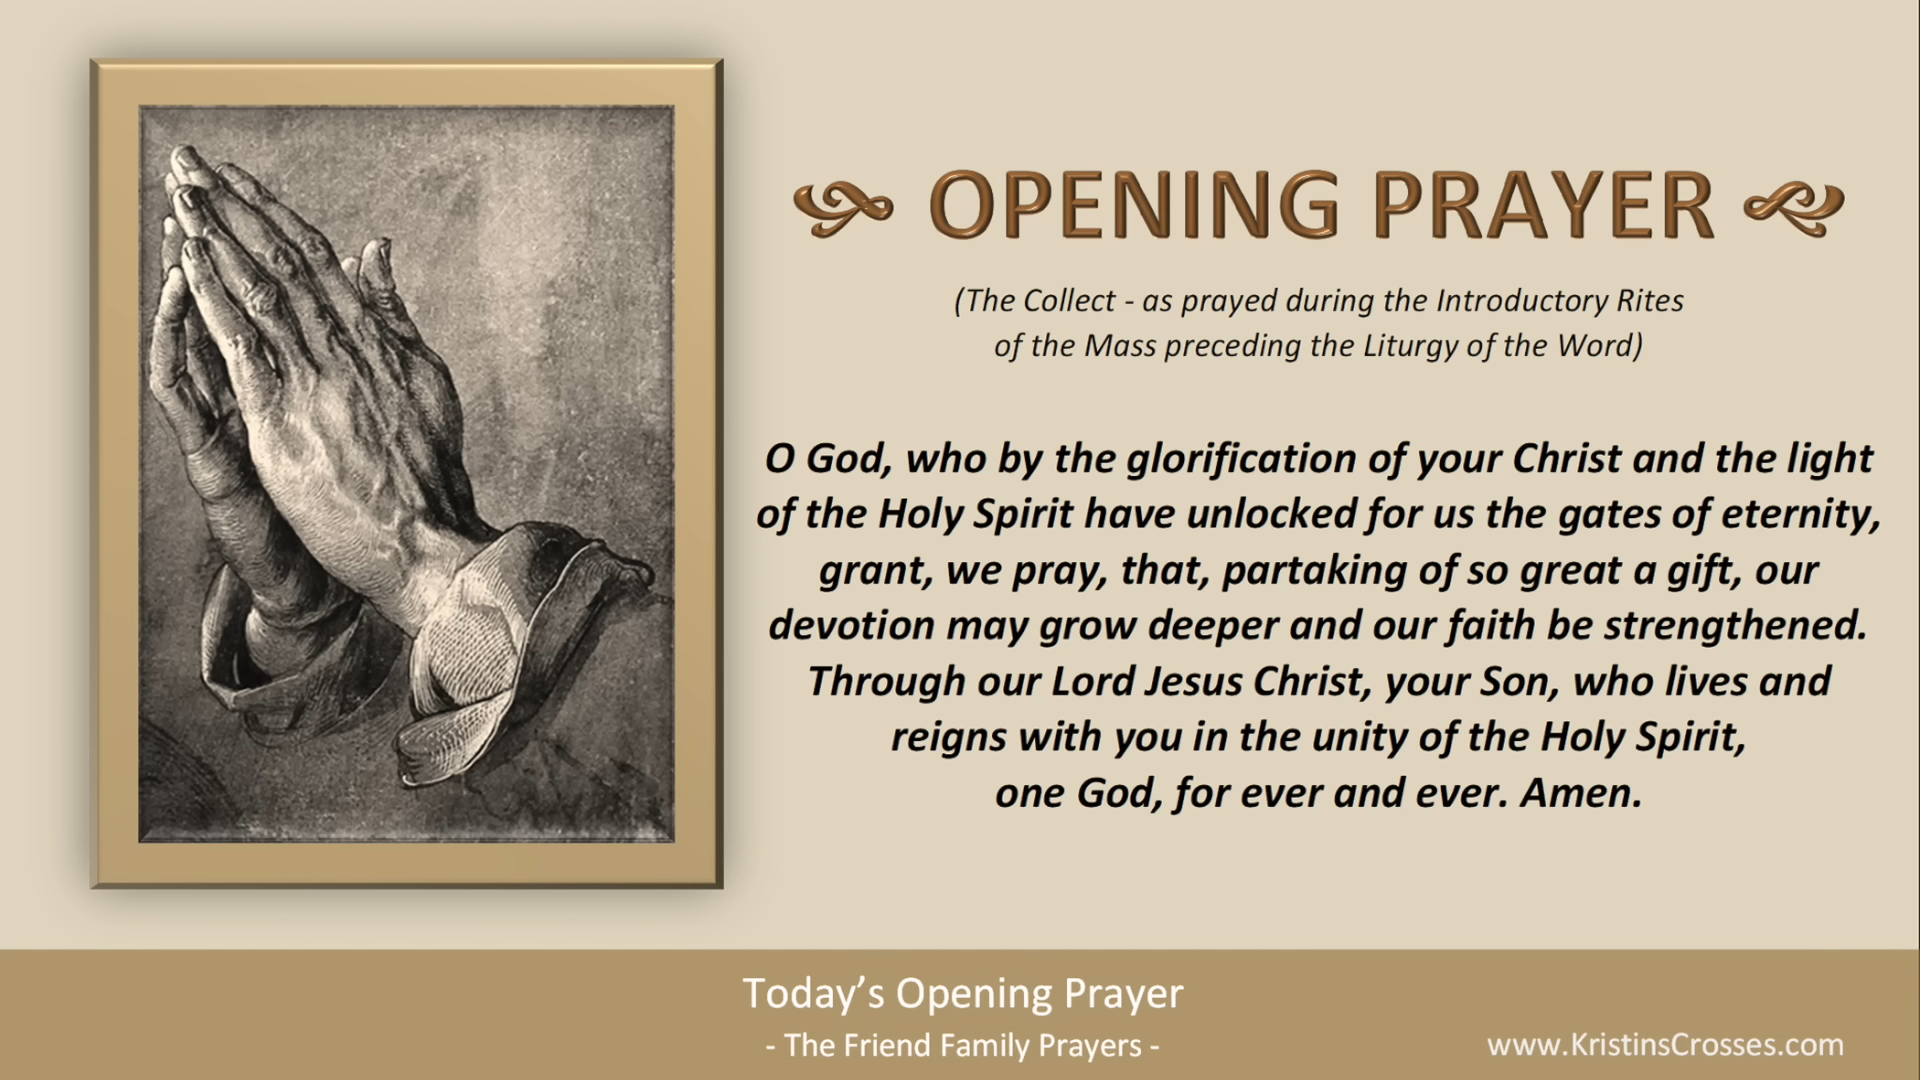 OPENING PRAYER
(The Collect - as prayed during the Introductory Rites
of the Mass preceding the Liturgy of the Word)
O God, who by the glorification of your Christ and the light
of the Holy Spirit have unlocked for us the gates of eternity,
grant, we pray, that, partaking of so great a gift, our
devotion may grow deeper and our faith be strengthened.
Through our Lord Jesus Christ, your Son, who lives and
reigns with you in the unity of the Holy Spirit,
one God, for ever and ever. Amen.
Today’s Opening Prayer
- The Friend Family Prayers -
www.KristinsCrosses.com